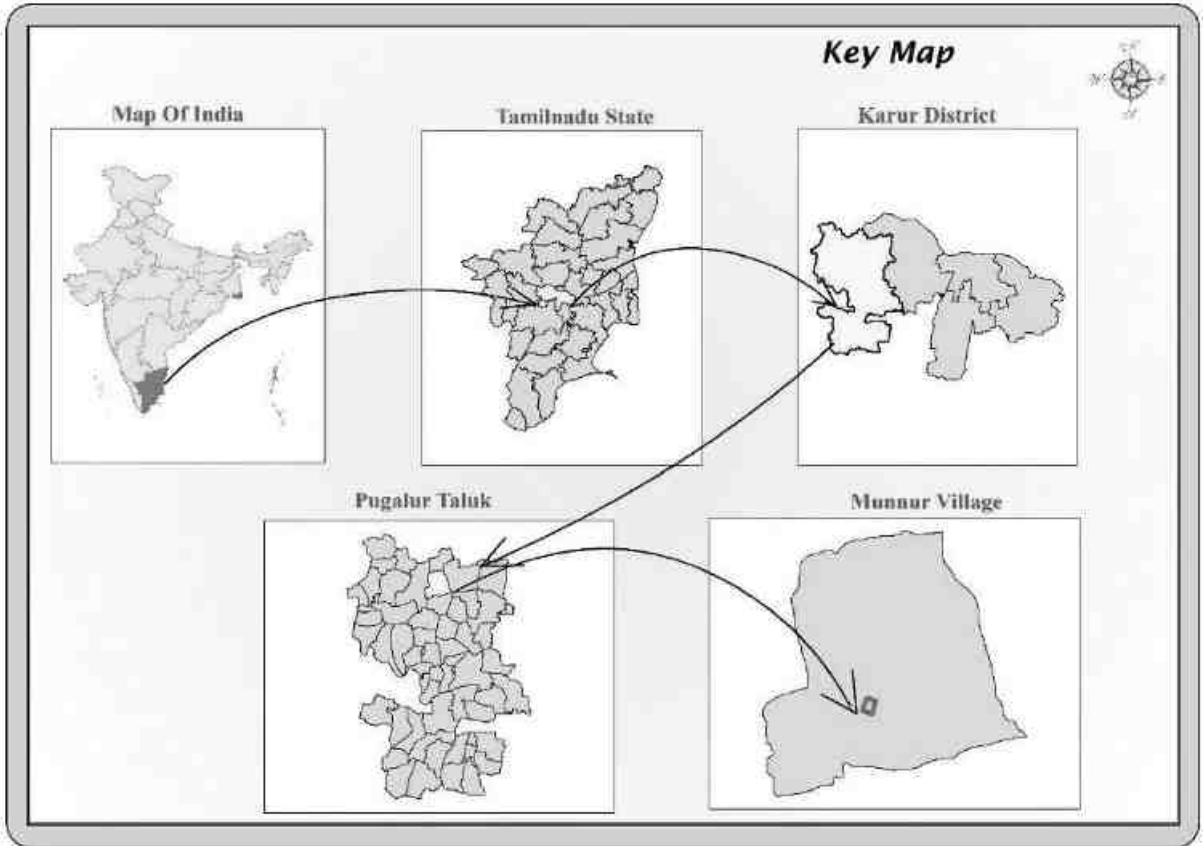 Key Map
Map Of India
Tamilnadu State
Karur District
Pugalur Taluk
Munnur Village